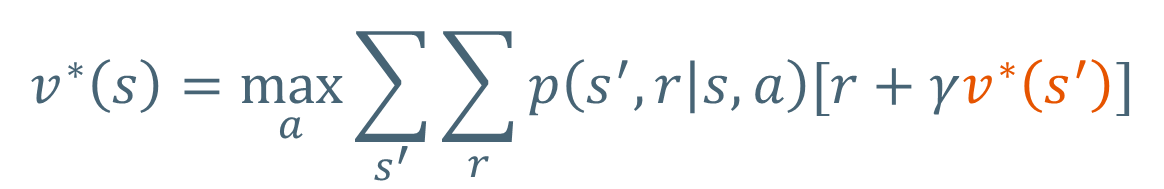 v*(s) = max_a ∑_{s′} ∑_r p(s′, r|s, a)[r + γv*(s′)]